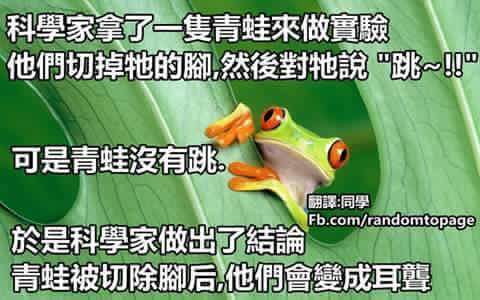 科學家拿了一隻青蛙來做實驗
他們切掉牠的腳,然後對牠說 "跳~!!"
可是青蛙沒有跳.
翻譯:同學
Fb.com/randomtopage
於是科學家做出了結論
青蛙被切除腳后,他們會變成耳聾